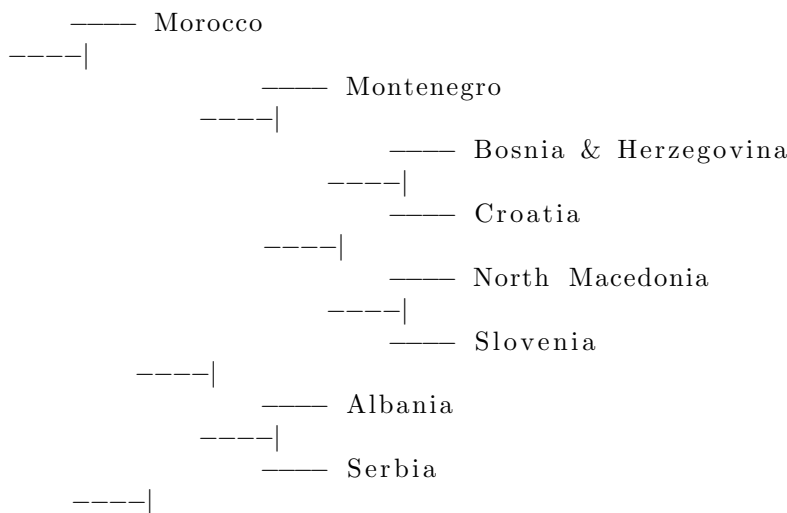 ---- Morocco
----|
---- Montenegro
----|
---- Bosnia & Herzegovina
----|
---- Croatia
----|
---- North Macedonia
----|
---- Slovenia
----|
---- Albania
----|
---- Serbia
----|